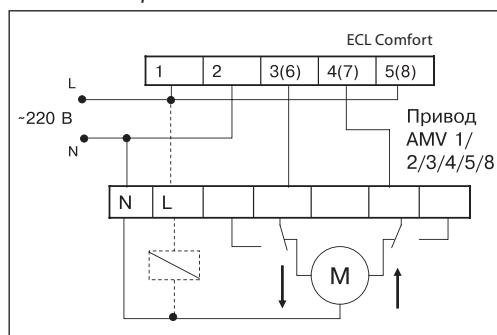 ECL Comfort
1 2 3(6) 4(7) 5(8)
L
~220 В
N
Привод
AMV 1/
2/3/4/5/8
N L
M